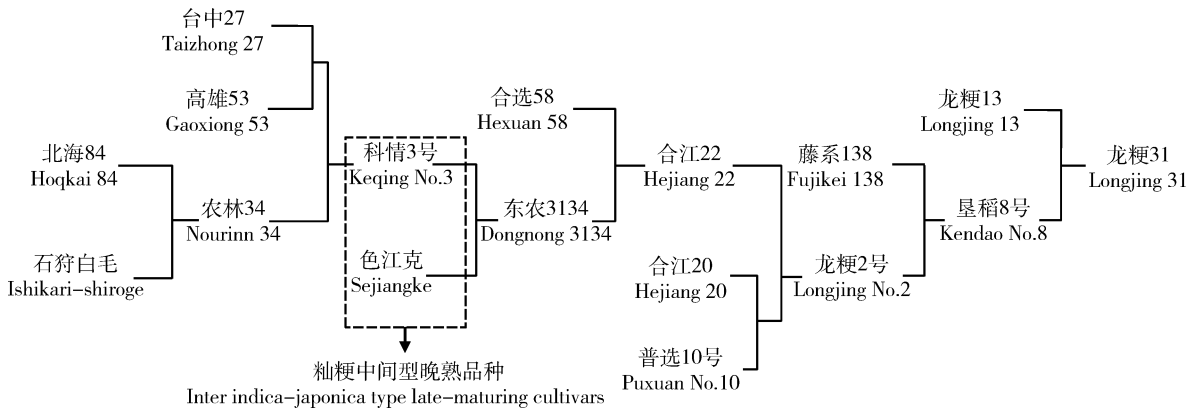 台中27
Taizhong 27
高雄53
Gaoxiong 53
北海84
Hoqkai 84
农林34
Nourinn 34
石狩白毛
Ishikari-shiroge
科情3号
Keqing No.3
色江克
Sejiangke
籼粳中间型晚熟品种
Inter indica-japonica type late-maturing cultivars
合选58
Hexuan 58
东农3134
Dongnong 3134
合江22
Hejiang 22
合江20
Hejiang 20
普选10号
Puxuan No.10
藤系138
Fujikei 138
龙粳2号
Longjing No.2
龙粳13
Longjing 13
垦稻8号
Kendao No.8
龙粳31
Longjing 31